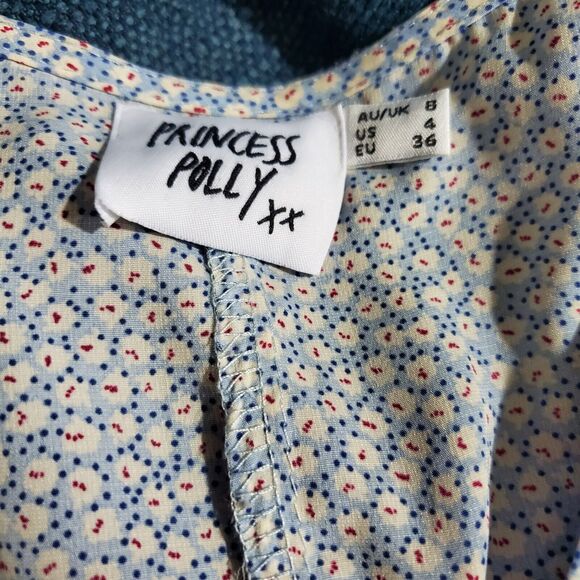 PRINCESS
POLLY
xx
AU/UK 8
US 4
EU 36